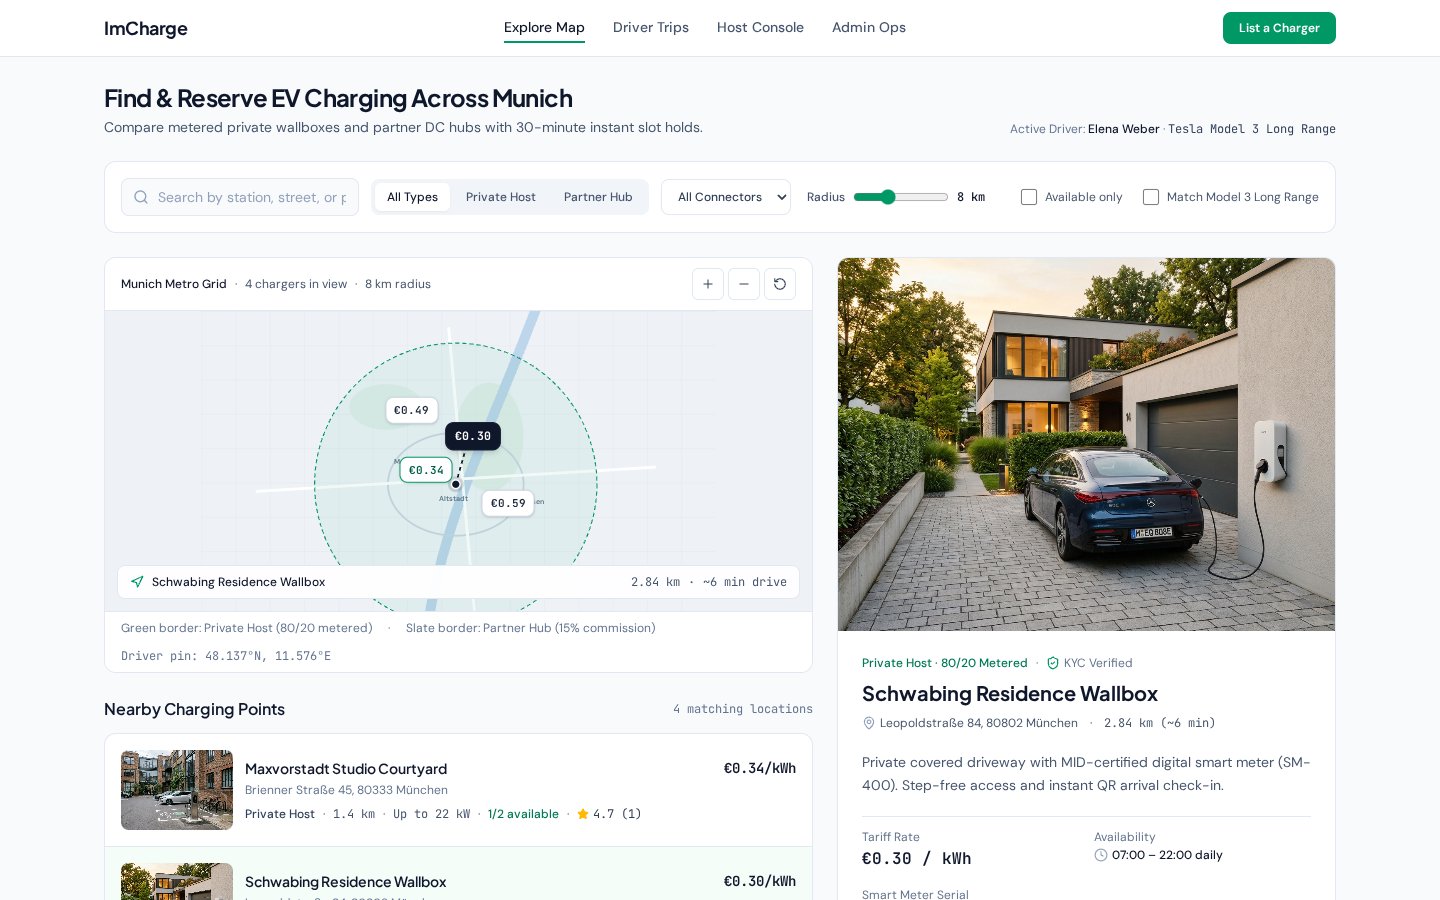 ImCharge
Explore Map
Driver Trips
Host Console
Admin Ops
List a Charger
Find & Reserve EV Charging Across Munich
Compare metered private wallboxes and partner DC hubs with 30-minute instant slot holds.
Active Driver: Elena Weber · Tesla Model 3 Long Range
Search by station, street, or p
All Types
Private Host
Partner Hub
All Connectors
Radius
8 km
Available only
Match Model 3 Long Range
Munich Metro Grid · 4 chargers in view · 8 km radius
€0.49
€0.30
€0.34
Altstadt
€0.59
Schwabing Residence Wallbox
2.84 km · ~6 min drive
Green border: Private Host (80/20 metered) · Slate border: Partner Hub (15% commission)
Driver pin: 48.137°N, 11.576°E
Nearby Charging Points
4 matching locations
Maxvorstadt Studio Courtyard
€0.34/kWh
Brienner Straße 45, 80333 München
Private Host · 1.4 km · Up to 22 kW · 1/2 available · 4.7 (1)
Schwabing Residence Wallbox
€0.30/kWh
Private Host · 80/20 Metered · KYC Verified
Schwabing Residence Wallbox
Leopoldstraße 84, 80802 München · 2.84 km (~6 min)
Private covered driveway with MID-certified digital smart meter (SM-
400). Step-free access and instant QR arrival check-in.
Tariff Rate
€0.30 / kWh
Availability
07:00 – 22:00 daily
Smart Meter Serial